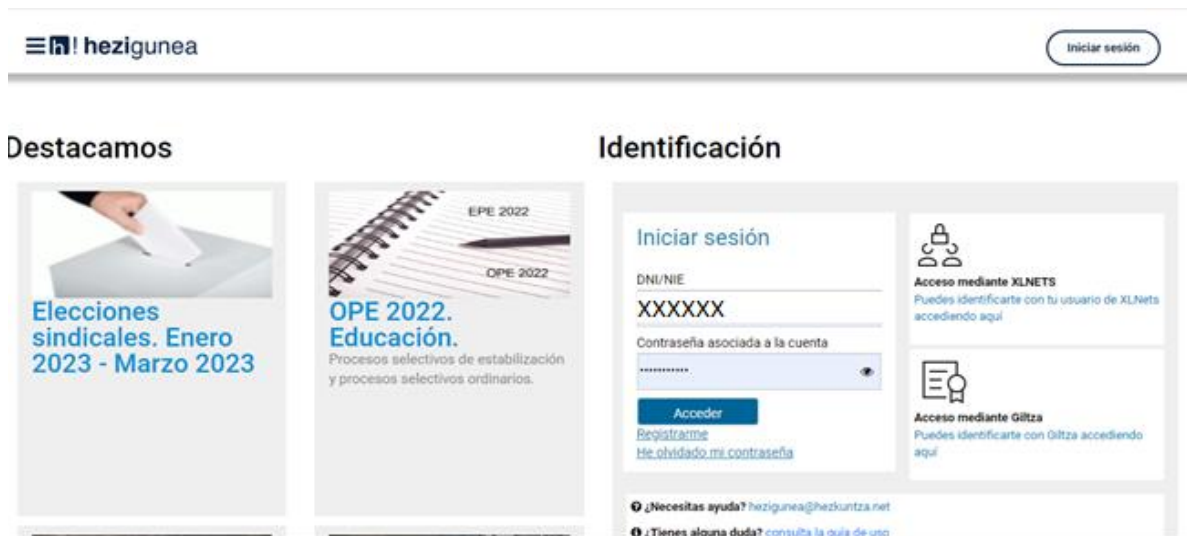 h! hezigunea
Iniciar sesión
Destacamos
EPE 2022
OPE 2022
Elecciones
sindicales. Enero
2023 - Marzo 2023
OPE 2022.
Educación.
Procesos selectivos de estabilización
y procesos selectivos ordinarios.
Identificación
Iniciar sesión
DNI/NIE
XXXXXX
Contraseña asociada a la cuenta
Acceder
Registrarme
He olvidado mi contraseña
Acceso mediante XLNETS
Puedes identificarte con tu usuario de XLNets
accediendo aquí
Acceso mediante Giltza
Puedes identificarte con Giltza accediendo
aquí
¿Necesitas ayuda? hezigunea@hezkuntza.net
¿Tienes alguna duda? consulta la guia de uso